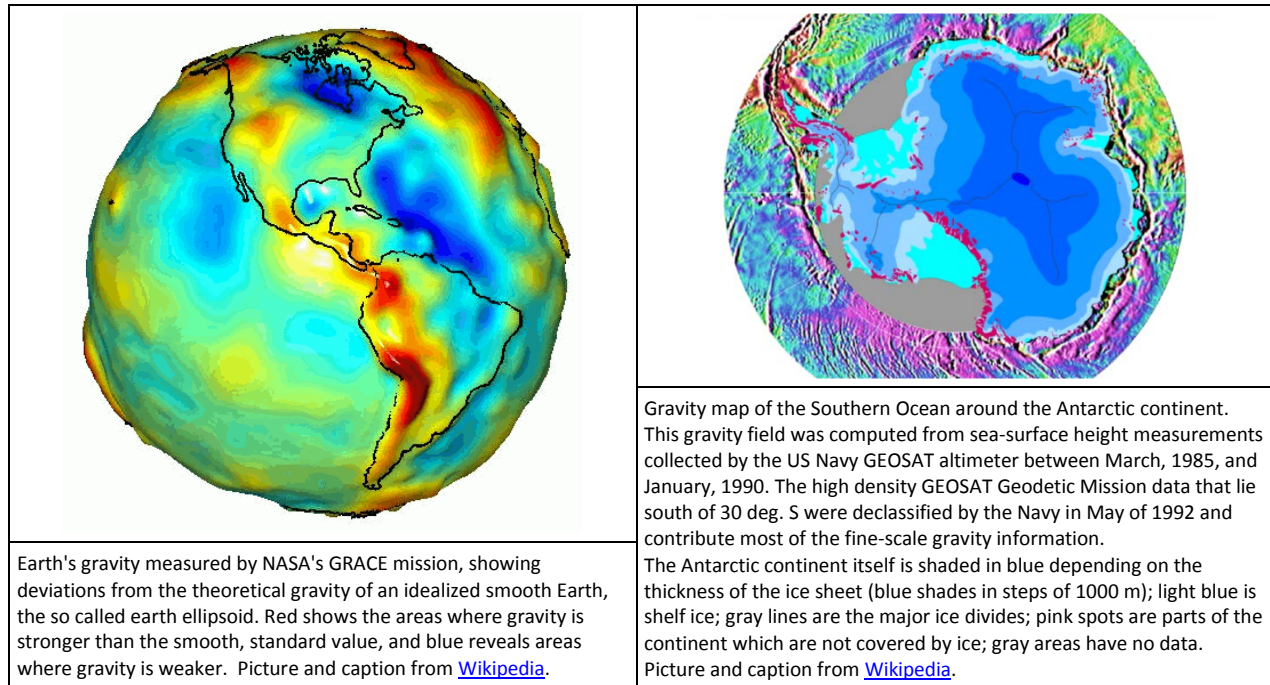 Earth's gravity measured by NASA's GRACE mission, showing
deviations from the theoretical gravity of an idealized smooth Earth,
the so called earth ellipsoid. Red shows the areas where gravity is
stronger than the smooth, standard value, and blue reveals areas
where gravity is weaker.  Picture and caption from Wikipedia.
Gravity map of the Southern Ocean around the Antarctic continent.
This gravity field was computed from sea-surface height measurements
collected by the US Navy GEOSAT altimeter between March, 1985, and
January, 1990. The high density GEOSAT Geodetic Mission data that lie
south of 30 deg. S were declassified by the Navy in May of 1992 and
contribute most of the fine-scale gravity information.
The Antarctic continent itself is shaded in blue depending on the
thickness of the ice sheet (blue shades in steps of 1000 m); light blue is
shelf ice; gray lines are the major ice divides; pink spots are parts of the
continent which are not covered by ice; gray areas have no data.
Picture and caption from Wikipedia.